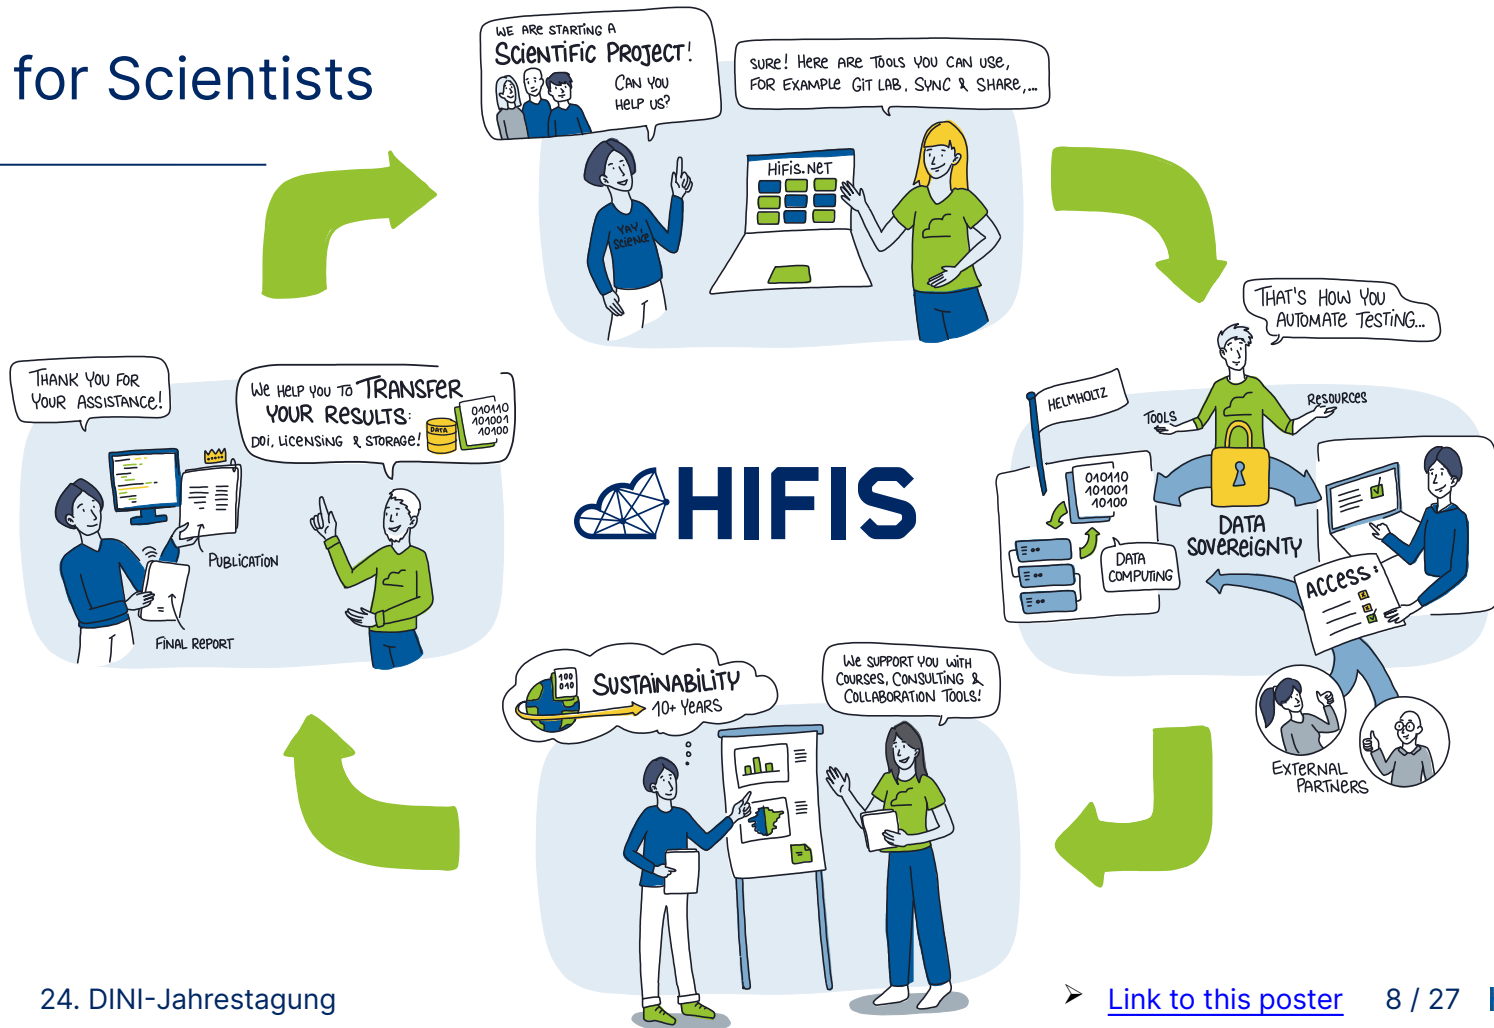 for Scientists
WE ARE STARTING A
SCIENTIFIC PROJECT!
CAN YOU
HELP US?
SURE! HERE ARE TOOLS YOU CAN USE,
FOR EXAMPLE GIT LAB, SYNC & SHARE,...
HIFIS.NET
YAY,
SCIENCE
THAT'S HOW YOU
AUTOMATE TESTING...
HELMHOLTZ
TOOLS
RESOURCES
010110
101001
10100
DATA
COMPUTING
DATA
SOVEREIGNTY
ACCESS:
EXTERNAL
PARTNERS
THANK YOU FOR
YOUR ASSISTANCE!
WE HELP YOU TO TRANSFER
YOUR RESULTS:
DOI, LICENSING & STORAGE!
DATA
010110
101001
10100
PUBLICATION
FINAL REPORT
HIFIS
100
010
SUSTAINABILITY
10+ YEARS
WE SUPPORT YOU WITH
COURSES, CONSULTING &
COLLABORATION TOOLS!
24. DINI-Jahrestagung
➢ Link to this poster
8 / 27